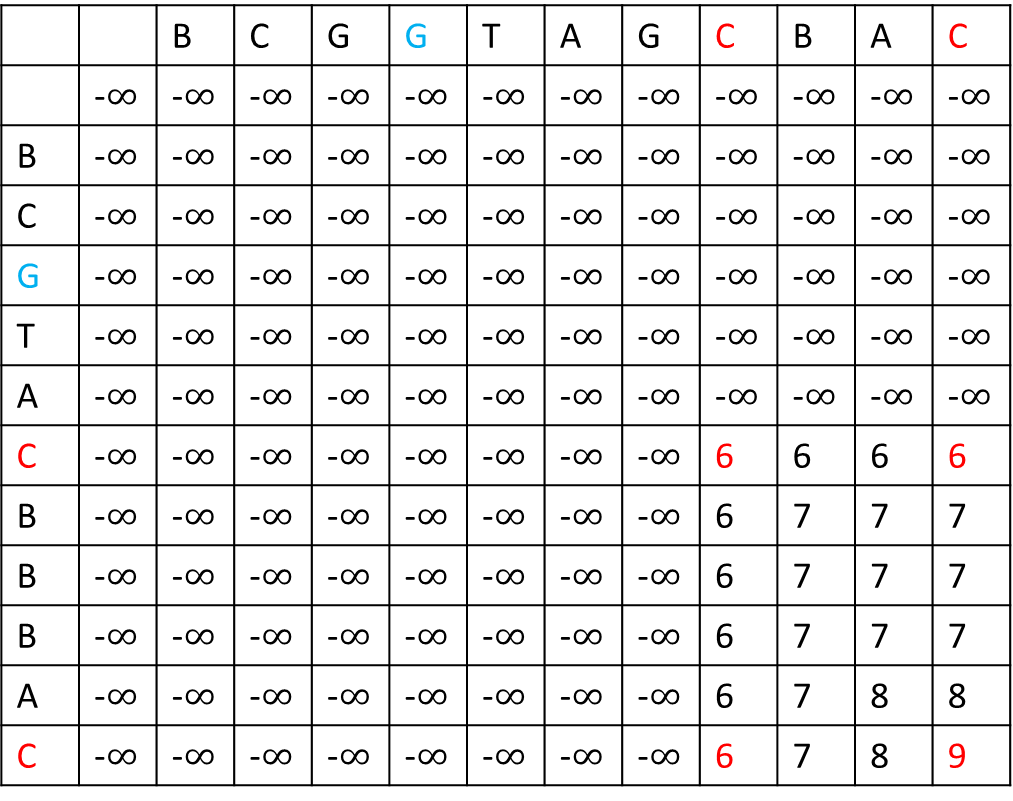 B C G G T A G C B A C
-∞ -∞ -∞ -∞ -∞ -∞ -∞ -∞ -∞ -∞ -∞ -∞
B -∞ -∞ -∞ -∞ -∞ -∞ -∞ -∞ -∞ -∞ -∞ -∞
C -∞ -∞ -∞ -∞ -∞ -∞ -∞ -∞ -∞ -∞ -∞ -∞
G -∞ -∞ -∞ -∞ -∞ -∞ -∞ -∞ -∞ -∞ -∞ -∞
T -∞ -∞ -∞ -∞ -∞ -∞ -∞ -∞ -∞ -∞ -∞ -∞
A -∞ -∞ -∞ -∞ -∞ -∞ -∞ -∞ -∞ -∞ -∞ -∞
C -∞ -∞ -∞ -∞ -∞ -∞ -∞ -∞ 6 6 6 6
B -∞ -∞ -∞ -∞ -∞ -∞ -∞ -∞ 6 7 7 7
B -∞ -∞ -∞ -∞ -∞ -∞ -∞ -∞ 6 7 7 7
B -∞ -∞ -∞ -∞ -∞ -∞ -∞ -∞ 6 7 7 7
A -∞ -∞ -∞ -∞ -∞ -∞ -∞ -∞ 6 7 8 8
C -∞ -∞ -∞ -∞ -∞ -∞ -∞ -∞ 6 7 8 9